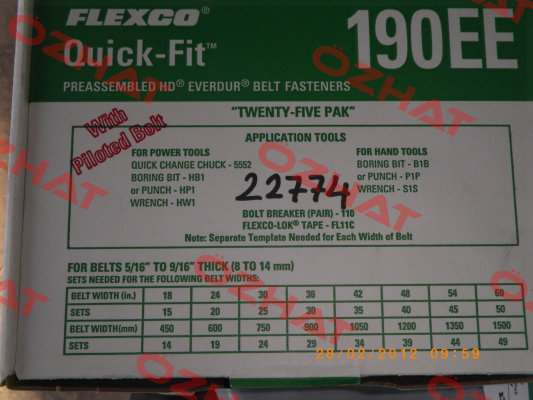 FLEXCO®
Quick-Fit™
190EE
PREASSEMBLED HD® EVERDUR® BELT FASTENERS
With Piloted Bolt
"TWENTY-FIVE PAK"
APPLICATION TOOLS
FOR POWER TOOLS
QUICK CHANGE CHUCK - 5552
BORING BIT - HB1
or PUNCH - HP1
WRENCH - HW1
FOR HAND TOOLS
BORING BIT - B1B
or PUNCH - P1P
WRENCH - S1S
22774
BOLT BREAKER (PAIR) - 110
FLEXCO-LOK® TAPE - FL11C
Note: Separate Template Needed for Each Width of Belt
FOR BELTS 5/16" TO 9/16" THICK (8 TO 14 mm)
SETS NEEDED FOR THE FOLLOWING BELT WIDTHS:
BELT WIDTH (in.) 18 24 30 36 42 48 54 60
SETS 15 20 25 30 35 40 45 50
BELT WIDTH(mm) 450 600 750 900 1050 1200 1350 1500
SETS 14 19 24 29 34 39 44 49
28/02/2012 09:59
OZHAT